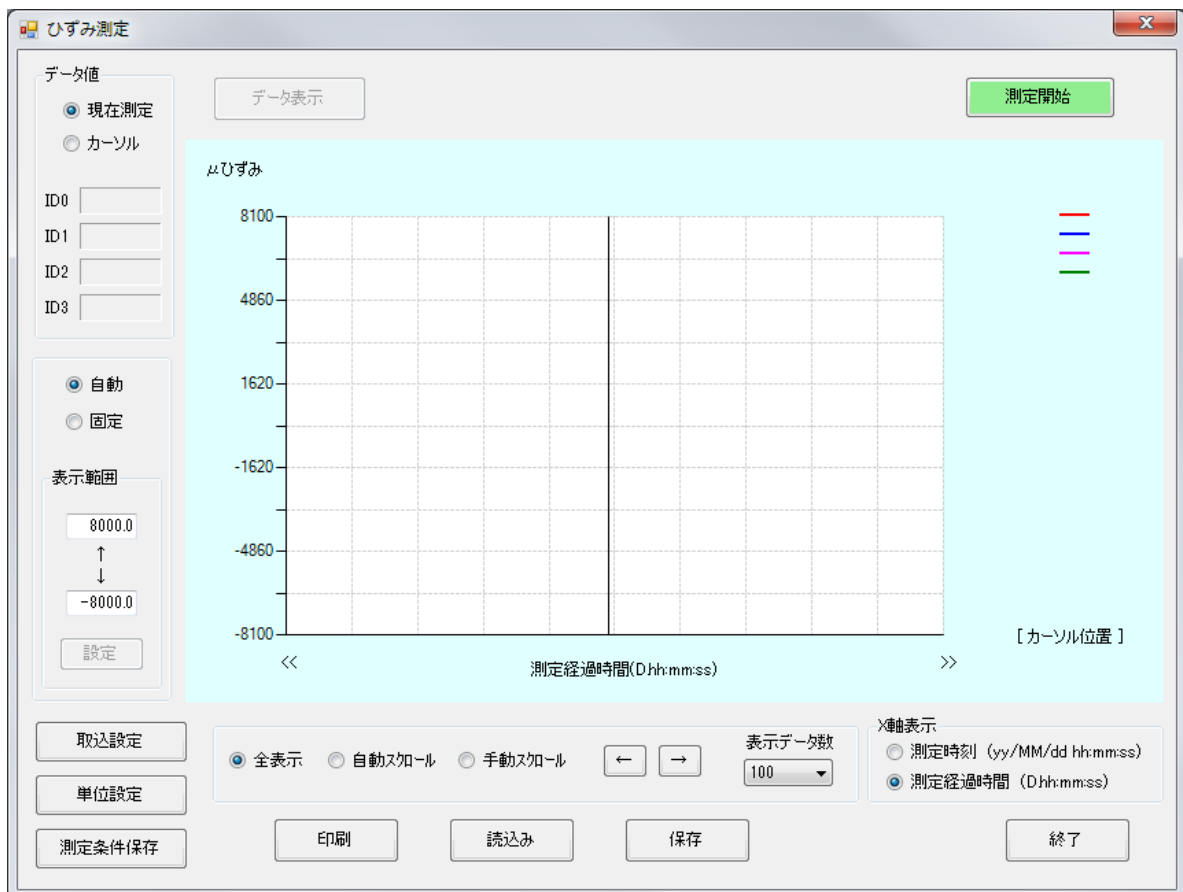 ひずみ測定
データ値
現在測定
カーソル
ID0
ID1
ID2
ID3
自動
固定
表示範囲
8000.0
↑
↓
-8000.0
設定
取込設定
単位設定
測定条件保存
データ表示
測定開始
μひずみ
8100
4860
1620
-1620
-4860
-8100
<<
測定経過時間(D.hh:mm:ss)
>>
[ カーソル位置 ]
全表示
自動スクロール
手動スクロール
←
→
表示データ数
100
X軸表示
測定時刻 (yy/MM/dd hh:mm:ss)
測定経過時間 (D.hh:mm:ss)
印刷
読込み
保存
終了